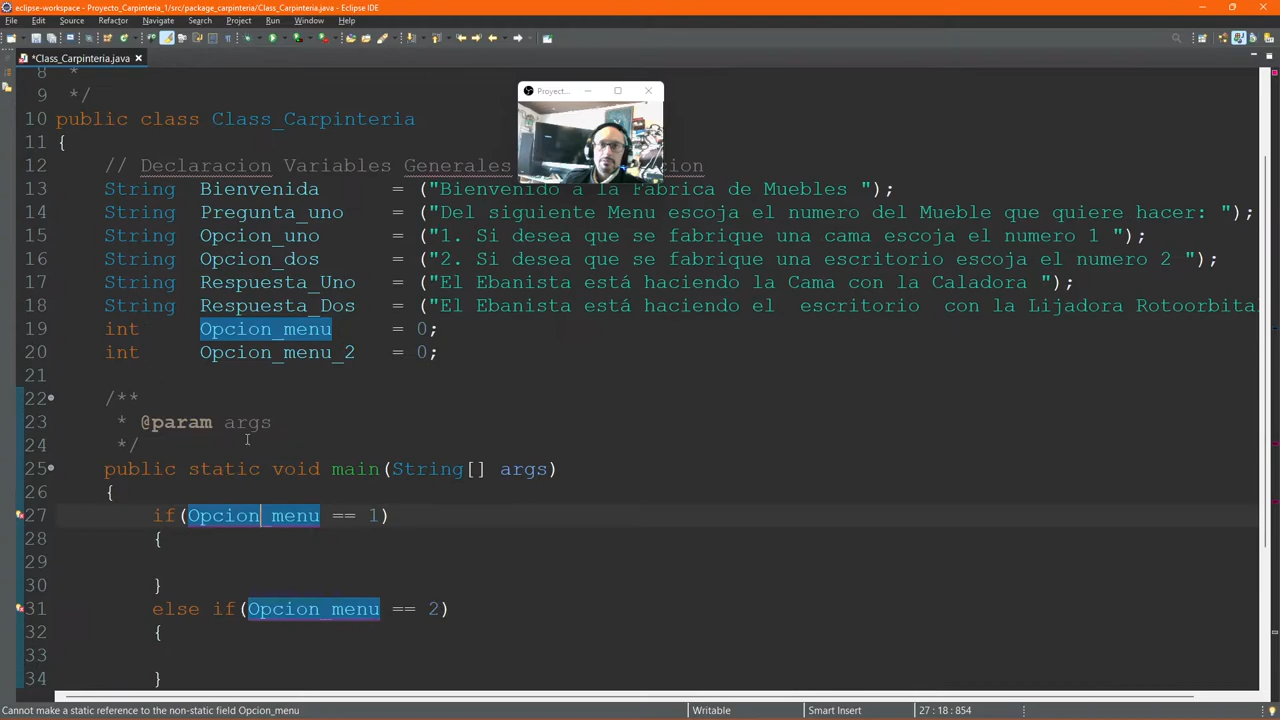 eclipse-workspace - Proyecto_Carpinteria_1/src/package_carpinteria/Class_Carpinteria.java - Eclipse IDE
File Edit Source Refactor Navigate Search Project Run Window Help
*Class_Carpinteria.java
Proyec...
8 *
9 */
10 public class Class_Carpinteria
11 {
12 // Declaracion Variables Generales
13 String Bienvenida = ("Bienvenido a la Fabrica de Muebles ");
14 String Pregunta_uno = ("Del siguiente Menu escoja el numero del Mueble que quiere hacer: ");
15 String Opcion_uno = ("1. Si desea que se fabrique una cama escoja el numero 1 ");
16 String Opcion_dos = ("2. Si desea que se fabrique una escritorio escoja el numero 2 ");
17 String Respuesta_Uno = ("El Ebanista está haciendo la Cama con la Caladora ");
18 String Respuesta_Dos = ("El Ebanista está haciendo el escritorio con la Lijadora Rotoorbital
19 int Opcion_menu = 0;
20 int Opcion_menu_2 = 0;
21
22 /**
23 * @param args
24 */
25 public static void main(String[] args)
26 {
27 if(Opcion_menu == 1)
28 {
29
30 }
31 else if(Opcion_menu == 2)
32 {
33
34 }
Cannot make a static reference to the non-static field Opcion_menu
Writable
Smart Insert
27 : 18 : 854